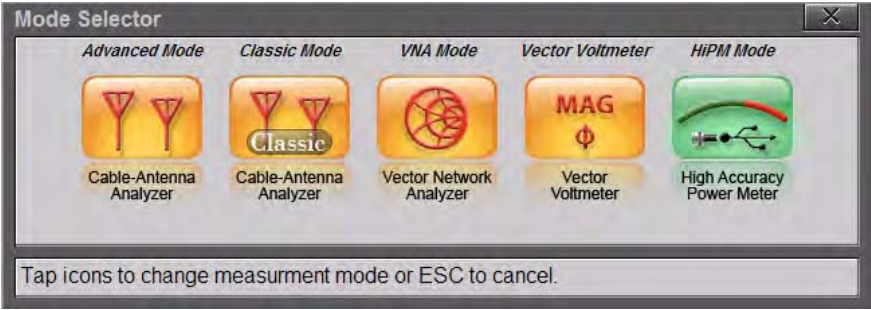 Mode Selector
Advanced Mode Classic Mode VNA Mode Vector Voltmeter HiPM Mode
MAG
Classic Φ
Cable-Antenna Cable-Antenna Vector Network Vector High Accuracy
Analyzer Analyzer Analyzer Voltmeter Power Meter
Tap icons to change measurment mode or ESC to cancel.